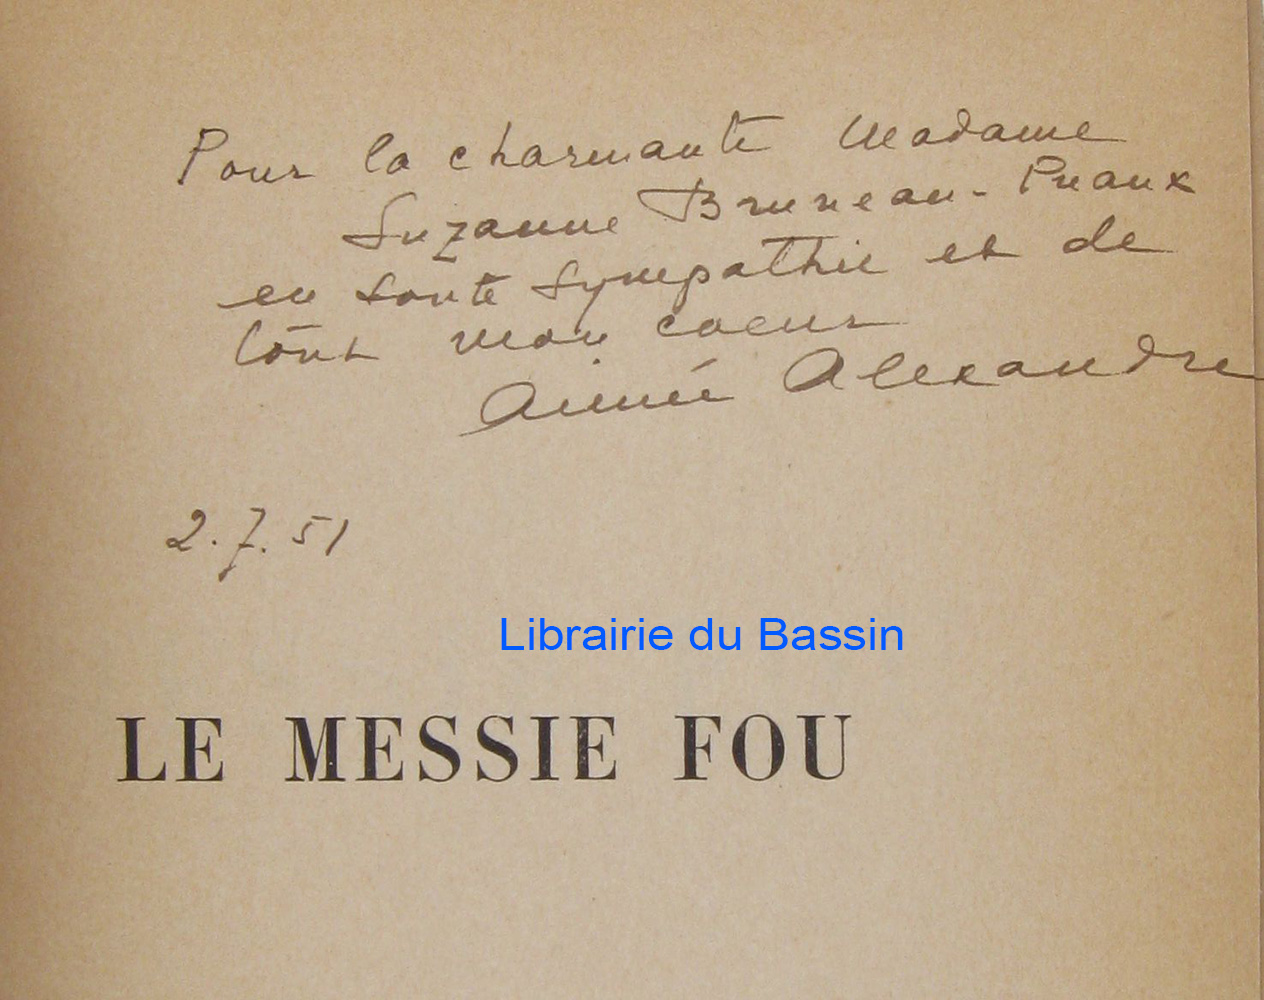 Pour la charmante Madame
Suzanne Bruneau-
en toute sympathie et de
tout mon coeur
Aimée Alexandre
2.7.51
Librairie du Bassin
LE MESSIE FOU